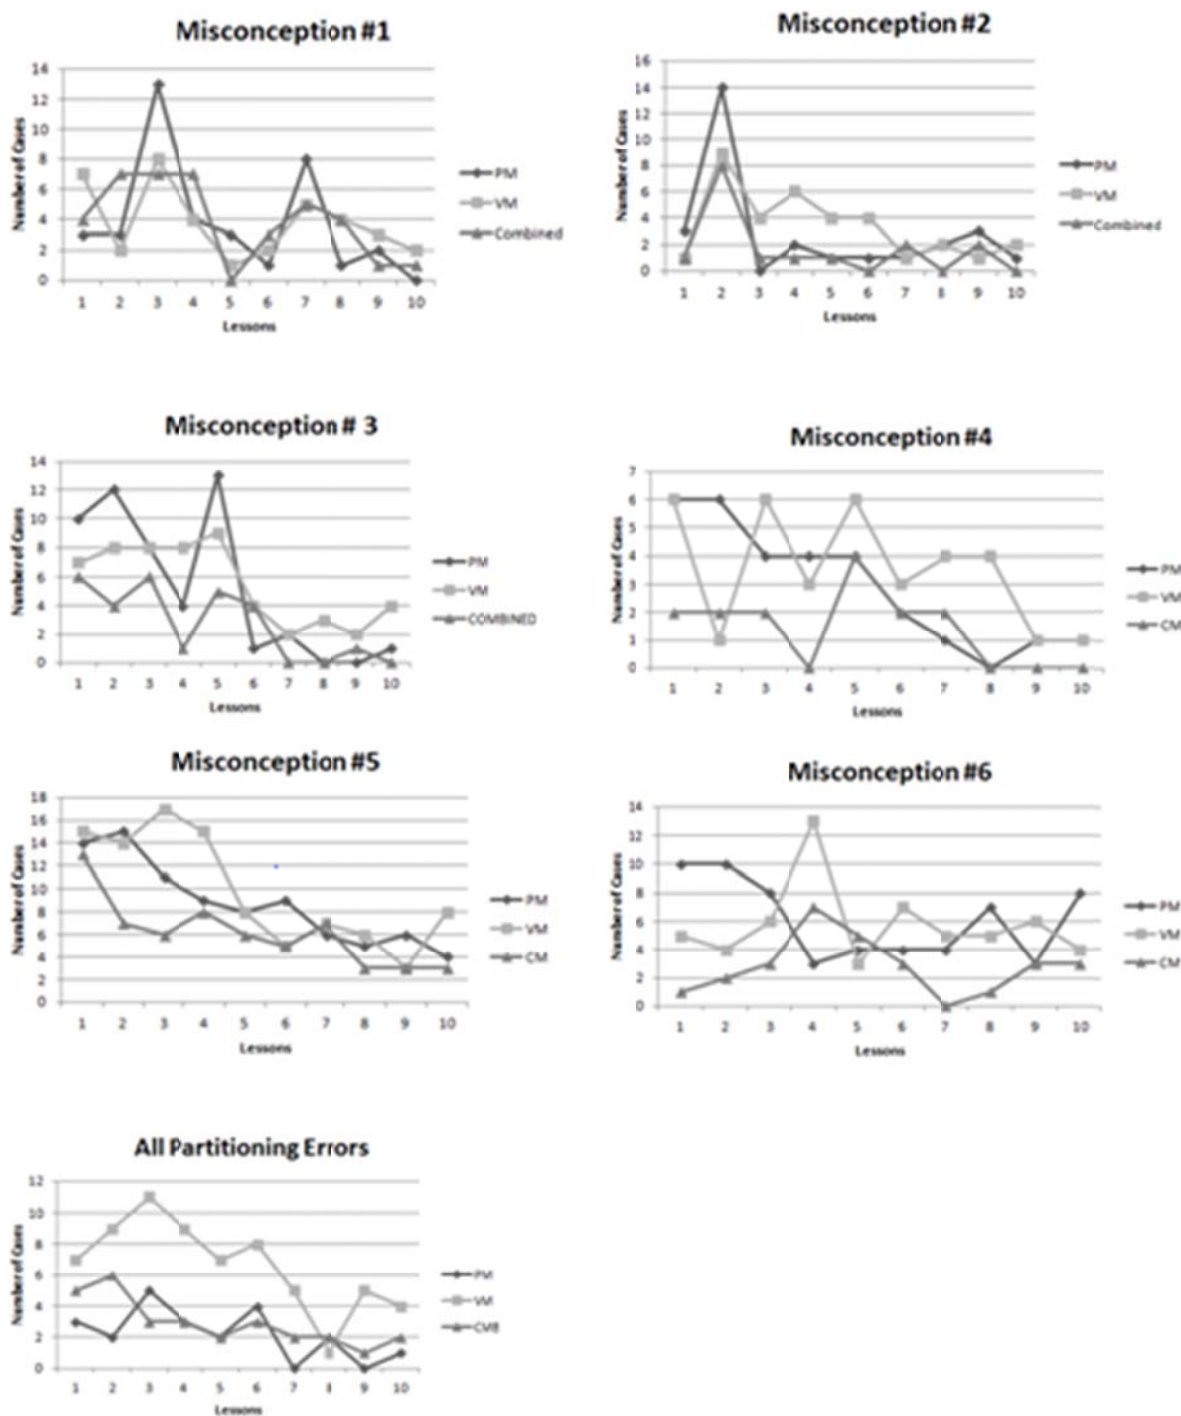 Misconception #1
14
12
10
8
6
4
2
0
Number of Cases
1 2 3 4 5 6 7 8 9 10
Lessons
PM
VM
Combined
Misconception #2
16
14
12
10
8
6
4
2
0
Number of Cases
1 2 3 4 5 6 7 8 9 10
Lessons
PM
VM
Combined
Misconception # 3
14
12
10
8
6
4
2
0
Number of Cases
1 2 3 4 5 6 7 8 9 10
Lessons
PM
VM
COMBINED
Misconception #4
7
6
5
4
3
2
1
0
Number of Cases
1 2 3 4 5 6 7 8 9 10
Lessons
PM
VM
CM
Misconception #5
18
16
14
12
10
8
6
4
2
0
Number of Cases
1 2 3 4 5 6 7 8 9 10
Lessons
PM
VM
CM
Misconception #6
14
12
10
8
6
4
2
0
Number of Cases
1 2 3 4 5 6 7 8 9 10
Lessons
PM
VM
CM
All Partitioning Errors
12
10
8
6
4
2
0
Number of Cases
1 2 3 4 5 6 7 8 9 10
Lessons
PM
VM
CMB